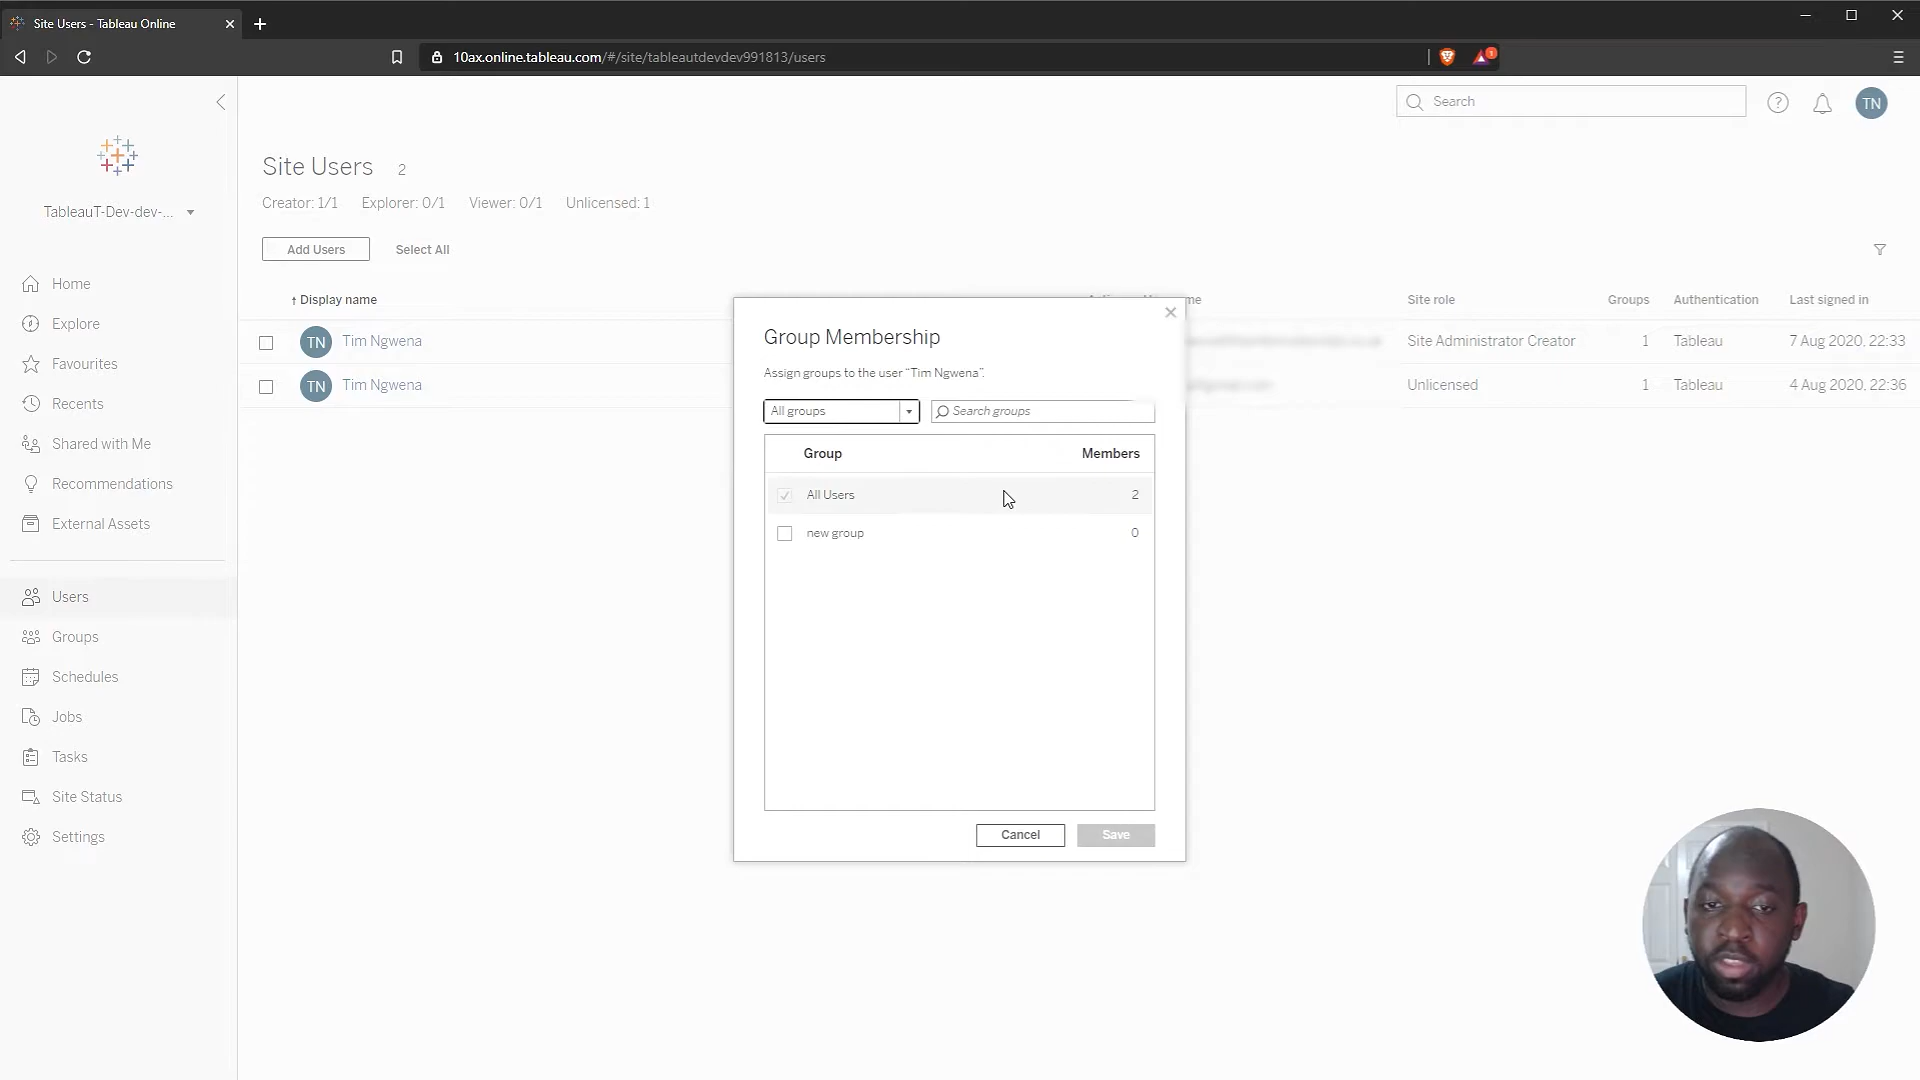 Site Users - Tableau Online
10ax.online.tableau.com/#/site/tableautdevdev991813/users
1
Search
TN
TableauT-Dev-dev-...
Home
Explore
Favourites
Recents
Shared with Me
Recommendations
External Assets
Users
Groups
Schedules
Jobs
Tasks
Site Status
Settings
Site Users 2
Creator: 1/1 Explorer: 0/1 Viewer: 0/1 Unlicensed: 1
Add Users Select All
↑ Display name Site role Groups Authentication Last signed in
TN Tim Ngwena Site Administrator Creator 1 Tableau 7 Aug 2020, 22:33
TN Tim Ngwena Unlicensed 1 Tableau 4 Aug 2020, 22:36
Group Membership
Assign groups to the user “Tim Ngwena”.
All groups Search groups
Group Members
All Users 2
new group 0
Cancel Save